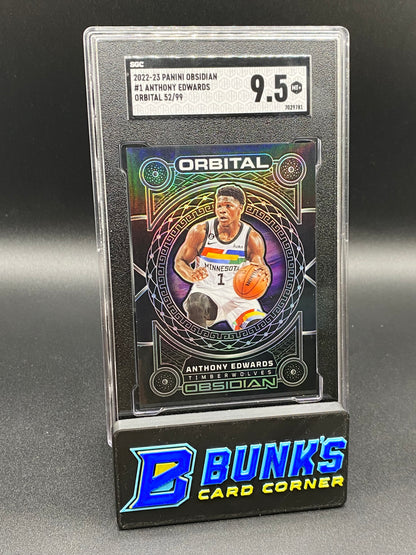 SGC
2022-23 PANINI OBSIDIAN
#1 ANTHONY EDWARDS
ORBITAL 52/99
9.5
7029781
ORBITAL
MINNESOTA
1
ANTHONY EDWARDS
TIMBERWOLVES
OBSIDIAN
B BUNK'S
CARD CORNER